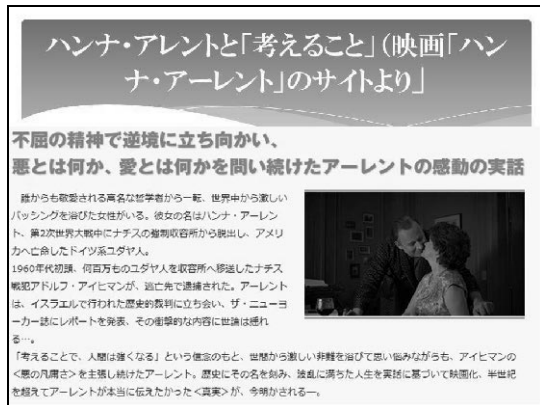 ハンナ・アレントと「考えること」(映画「ハン
ナ・アーレント」のサイトより」
不屈の精神で逆境に立ち向かい、
悪とは何か、愛とは何かを問い続けたアーレントの感動の実話
誰からも敬愛される高名な哲学者から一転、世界中から激しい
バッシングを浴びた女性がいる。彼女の名はハンナ・アーレン
ト、第2次世界大戦中にナチスの強制収容所から脱出し、アメリ
カへ亡命したドイツ系ユダヤ人。
1960年代初頭、何百万ものユダヤ人を収容所へ移送したナチス
戦犯アドルフ・アイヒマンが、逃亡先で逮捕された。アーレント
は、イスラエルで行われた歴史的裁判に立ち会い、ザ・ニューヨ
ーカー誌にレポートを発表、その衝撃的な内容に世論は揺れ
る…。
「考えることで、人間は強くなる」という信念のもと、世間から激しい非難を浴びて思い悩みながらも、アイヒマンの
<悪の凡庸さ>を主張し続けたアーレント。歴史にその名を刻み、波乱に満ちた人生を実話に基づいて映画化、半世紀
を超えてアーレントが本当に伝えたかった<真実>が、今明かされる―。